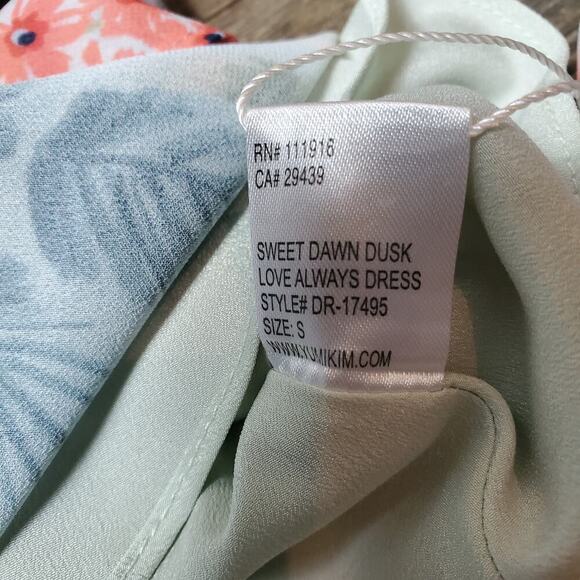 RN# 111916
CA# 29439
SWEET DAWN DUSK
LOVE ALWAYS DRESS
STYLE# DR-17495
SIZE: S
WWW.YUMIKIM.COM